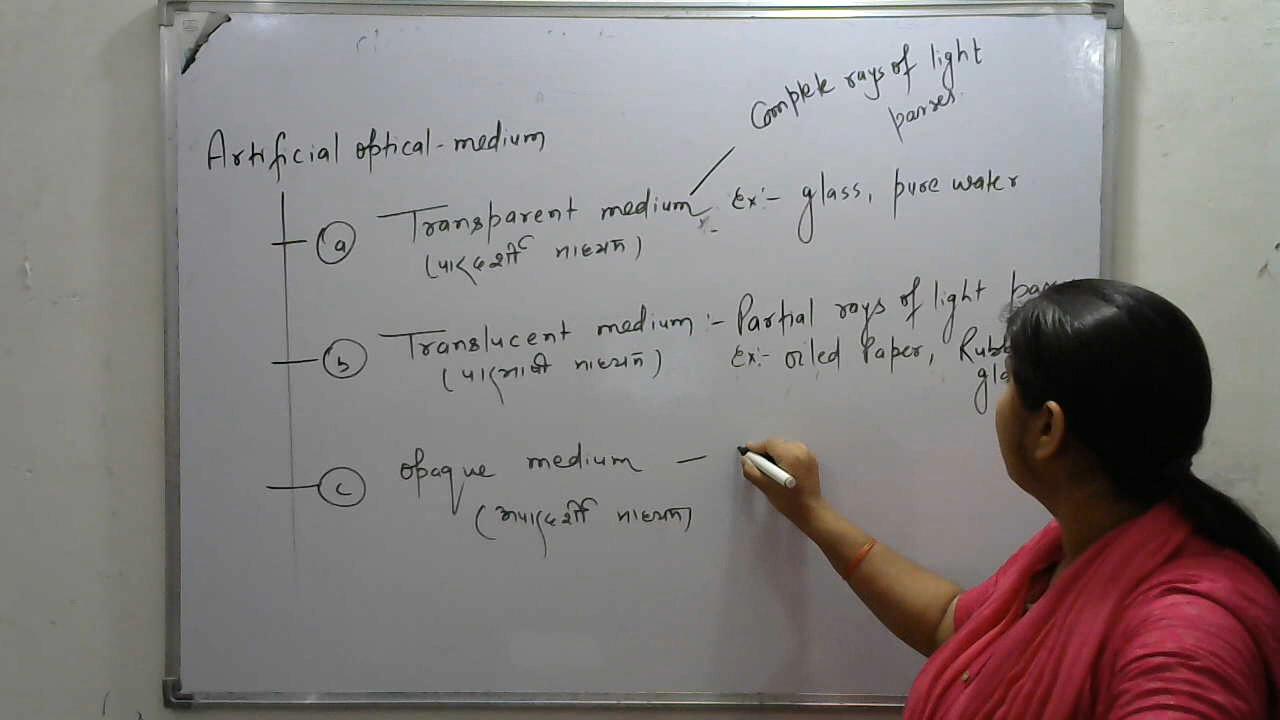 Complete rays of light
passes.
Artificial optical-medium
(a) Transparent medium Ex:- glass, pure water
(पारदर्शी माध्यम)
(b) Translucent medium :- Partial rays of light
(पारभाषी माध्यम) Ex:- oiled Paper,
(c) Opaque medium —
(अपारदर्शी माध्यम)